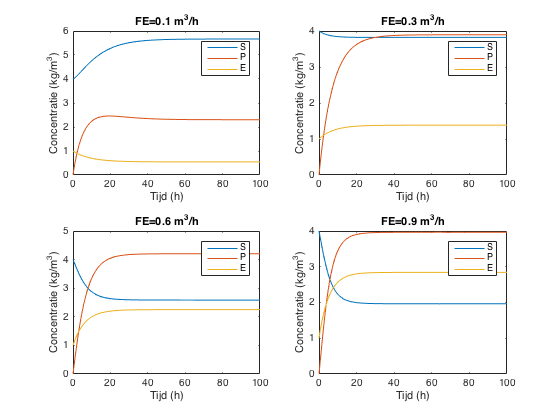 FE=0.1 m³/h
Concentratie (kg/m³)
6
5
4
3
2
1
0
S
P
E
0 20 40 60 80 100
Tijd (h)
FE=0.3 m³/h
Concentratie (kg/m³)
4
3
2
1
0
S
P
E
0 20 40 60 80 100
Tijd (h)
FE=0.6 m³/h
Concentratie (kg/m³)
5
4
3
2
1
0
S
P
E
0 20 40 60 80 100
Tijd (h)
FE=0.9 m³/h
Concentratie (kg/m³)
4
3
2
1
0
S
P
E
0 20 40 60 80 100
Tijd (h)